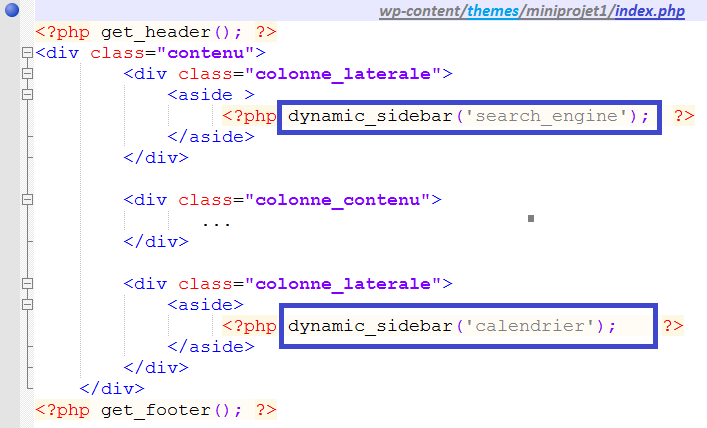 wp-content/themes/miniprojet1/index.php
<?php get_header(); ?>
<div class="contenu">
<div class="colonne_laterale">
<aside >
<?php dynamic_sidebar('search_engine'); ?>
</aside>
</div>
<div class="colonne_contenu">
...
</div>
<div class="colonne_laterale">
<aside>
<?php dynamic_sidebar('calendrier'); ?>
</aside>
</div>
</div>
<?php get_footer(); ?>